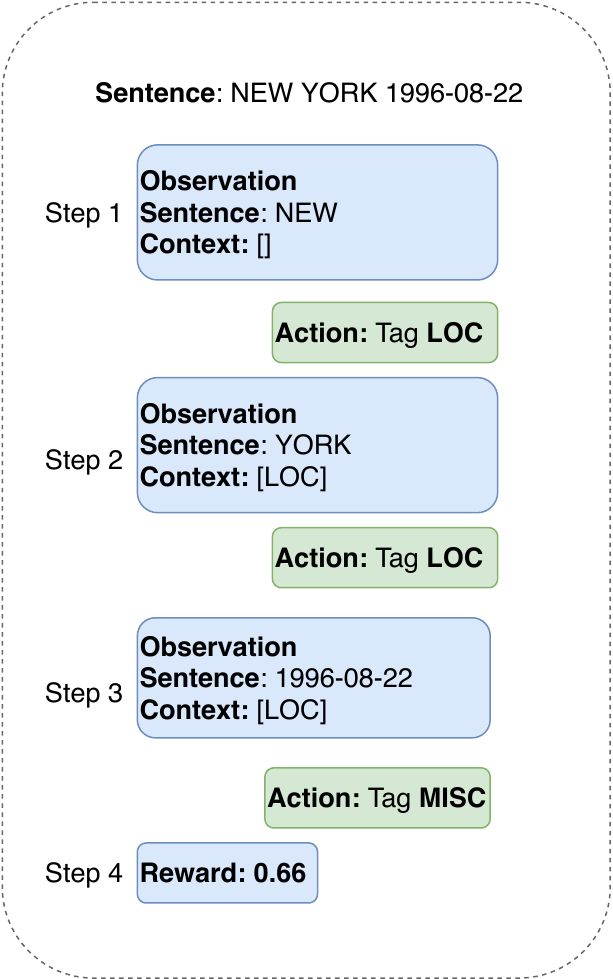 Sentence: NEW YORK 1996-08-22
Step 1
Observation
Sentence: NEW
Context: []
Action: Tag LOC
Step 2
Observation
Sentence: YORK
Context: [LOC]
Action: Tag LOC
Step 3
Observation
Sentence: 1996-08-22
Context: [LOC]
Action: Tag MISC
Step 4
Reward: 0.66